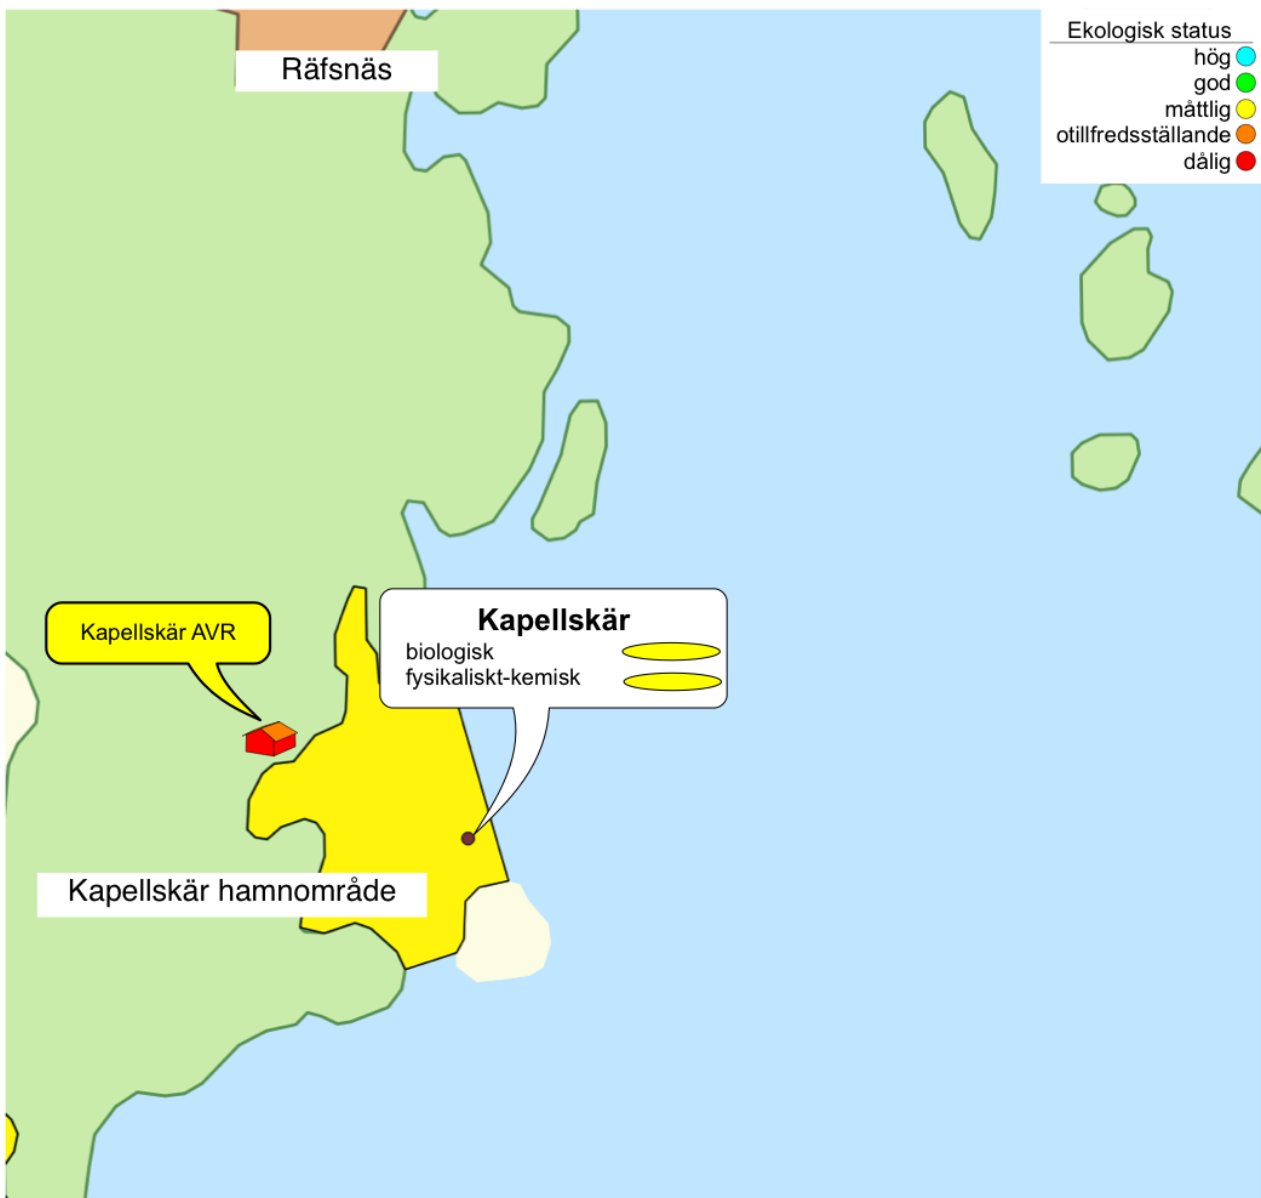 Räfsnäs
Ekologisk status
hög
god
måttlig
otillfredsställande
dålig
Kapellskär AVR
Kapellskär
biologisk
fysikaliskt-kemisk
Kapellskär hamnområde